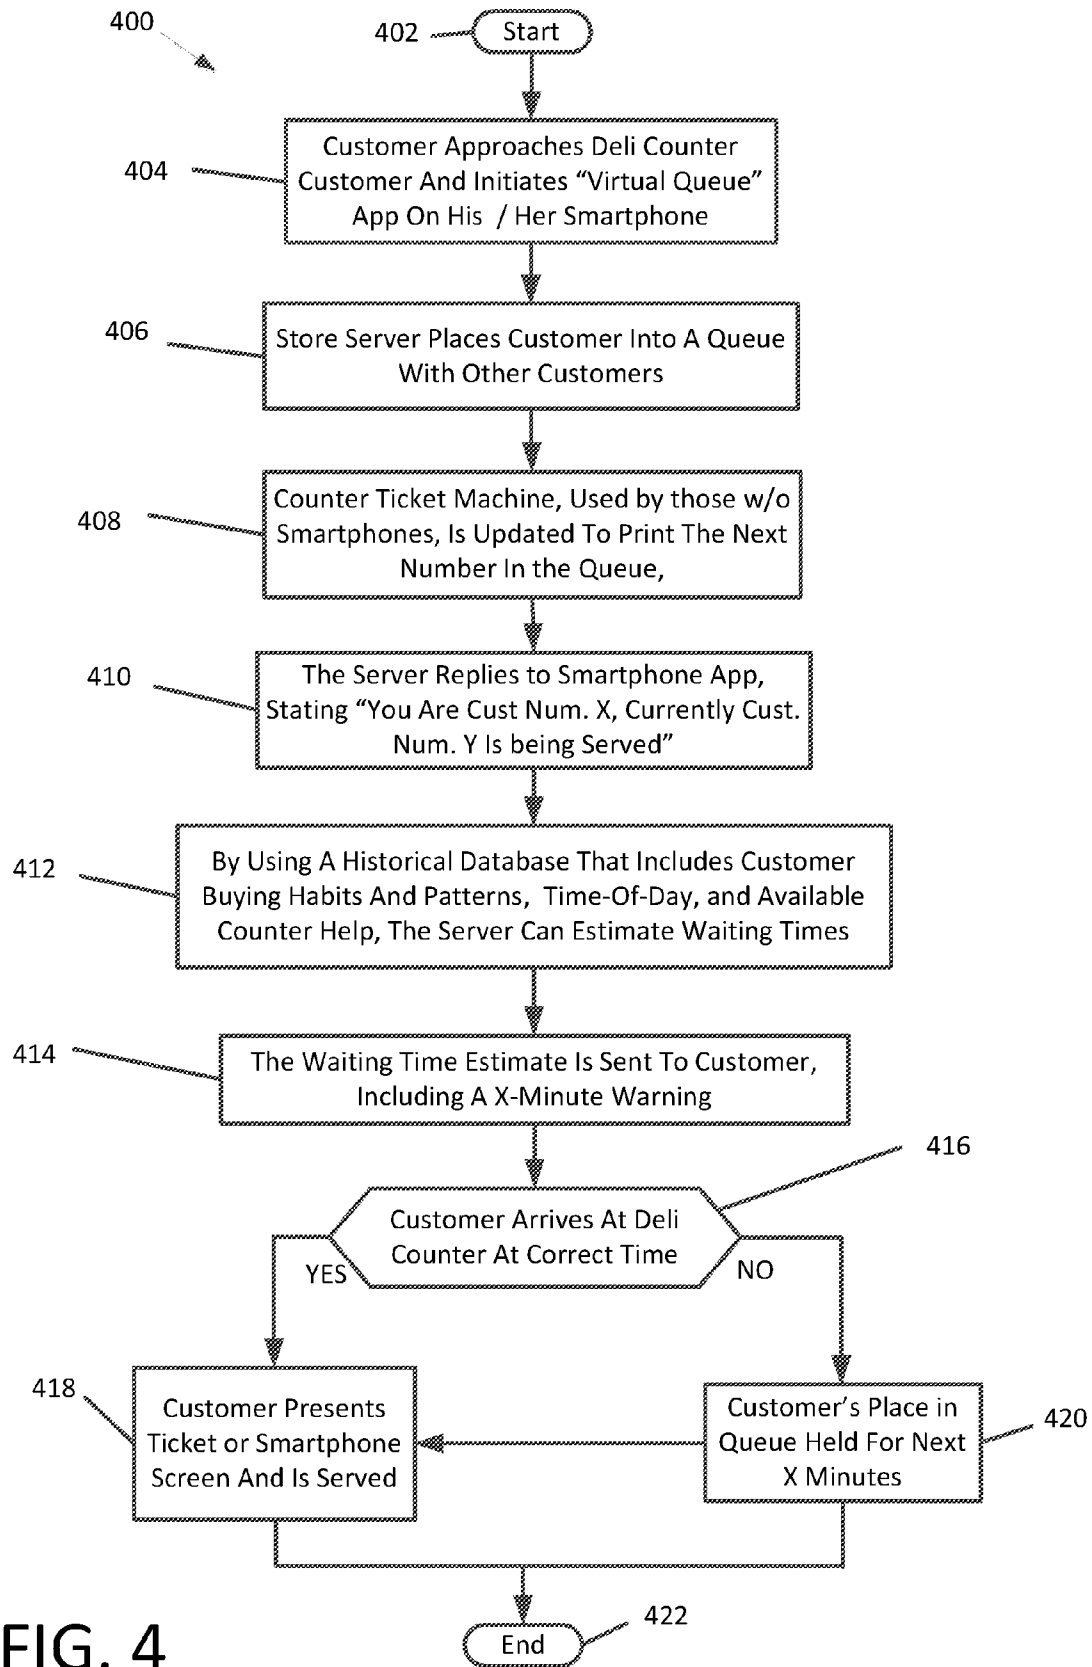 400
402
Start
404
Customer Approaches Deli Counter
Customer And Initiates “Virtual Queue”
App On His / Her Smartphone
406
Store Server Places Customer Into A Queue
With Other Customers
408
Counter Ticket Machine, Used by those w/o
Smartphones, Is Updated To Print The Next
Number In the Queue,
410
The Server Replies to Smartphone App,
Stating “You Are Cust Num. X, Currently Cust.
Num. Y Is being Served”
412
By Using A Historical Database That Includes Customer
Buying Habits And Patterns, Time-Of-Day, and Available
Counter Help, The Server Can Estimate Waiting Times
414
The Waiting Time Estimate Is Sent To Customer,
Including A X-Minute Warning
416
Customer Arrives At Deli
Counter At Correct Time
YES
NO
418
Customer Presents
Ticket or Smartphone
Screen And Is Served
Customer’s Place in
Queue Held For Next
X Minutes
420
422
End
FIG. 4